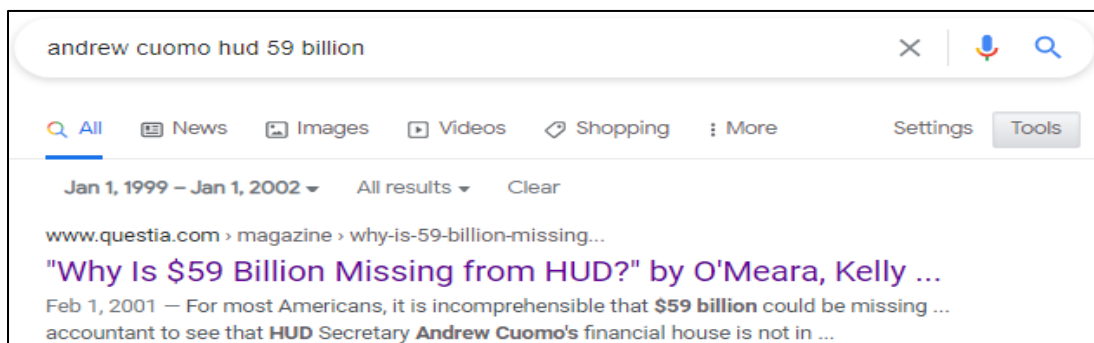 andrew cuomo hud 59 billion
All News Images Videos Shopping More Settings Tools
Jan 1, 1999 – Jan 1, 2002 All results Clear
www.questia.com › magazine › why-is-59-billion-missing...
"Why Is $59 Billion Missing from HUD?" by O'Meara, Kelly ...
Feb 1, 2001 — For most Americans, it is incomprehensible that $59 billion could be missing ...
accountant to see that HUD Secretary Andrew Cuomo's financial house is not in ...